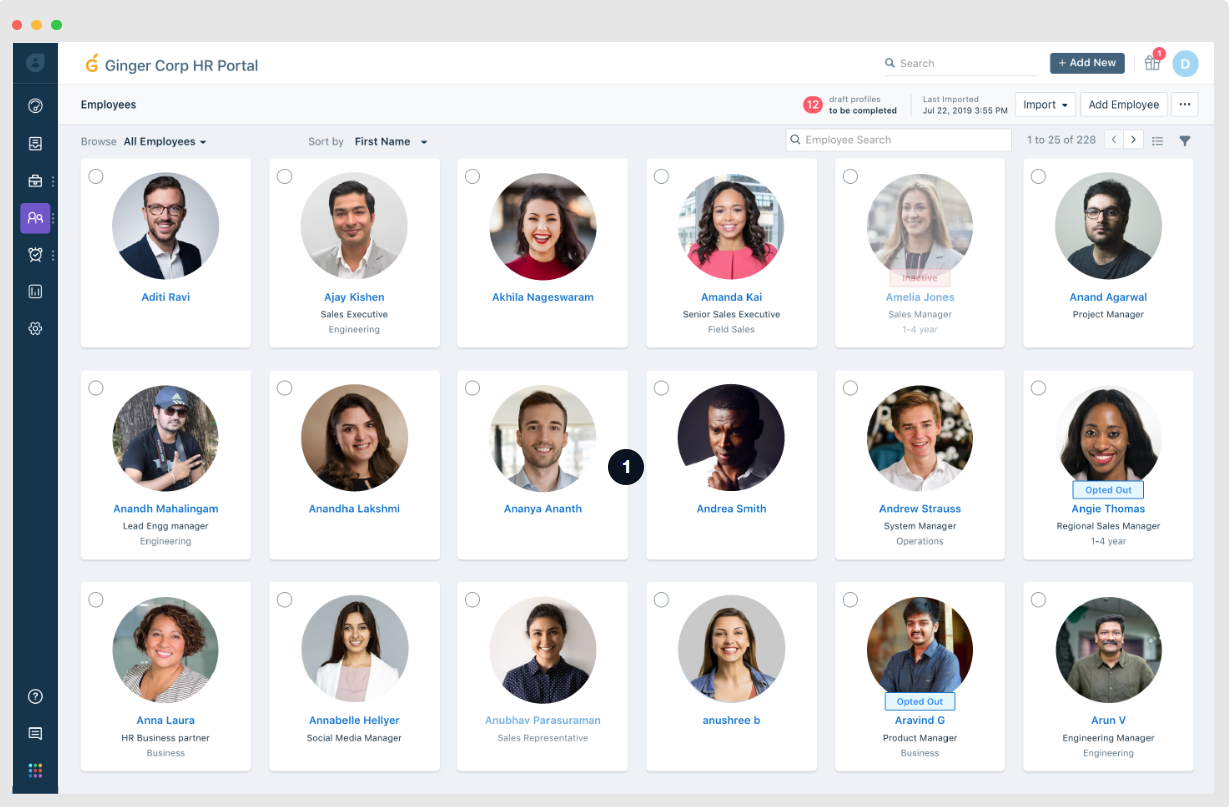 Ginger Corp HR Portal
Search
+ Add New
1
D
Employees
12 draft profiles
to be completed
Last Imported
Jul 22, 2019 3:55 PM
Import
Add Employee
Browse All Employees
Sort by First Name
Employee Search
1 to 25 of 228
Inactive
Aditi Ravi
Ajay Kishen
Akhila Nageswaram
Amanda Kai
Amelia Jones
Anand Agarwal
Sales Executive
Senior Sales Executive
Sales Manager
Project Manager
Engineering
Field Sales
1-4 year
1
Opted Out
Anandh Mahalingam
Anandha Lakshmi
Ananya Ananth
Andrea Smith
Andrew Strauss
Angie Thomas
Lead Engg manager
System Manager
Regional Sales Manager
Engineering
Operations
1-4 year
Opted Out
Anna Laura
Annabelle Hellyer
Anubhav Parasuraman
anushree b
Aravind G
Arun V
HR Business partner
Social Media Manager
Sales Representative
Product Manager
Engineering Manager
Business
Business
Engineering